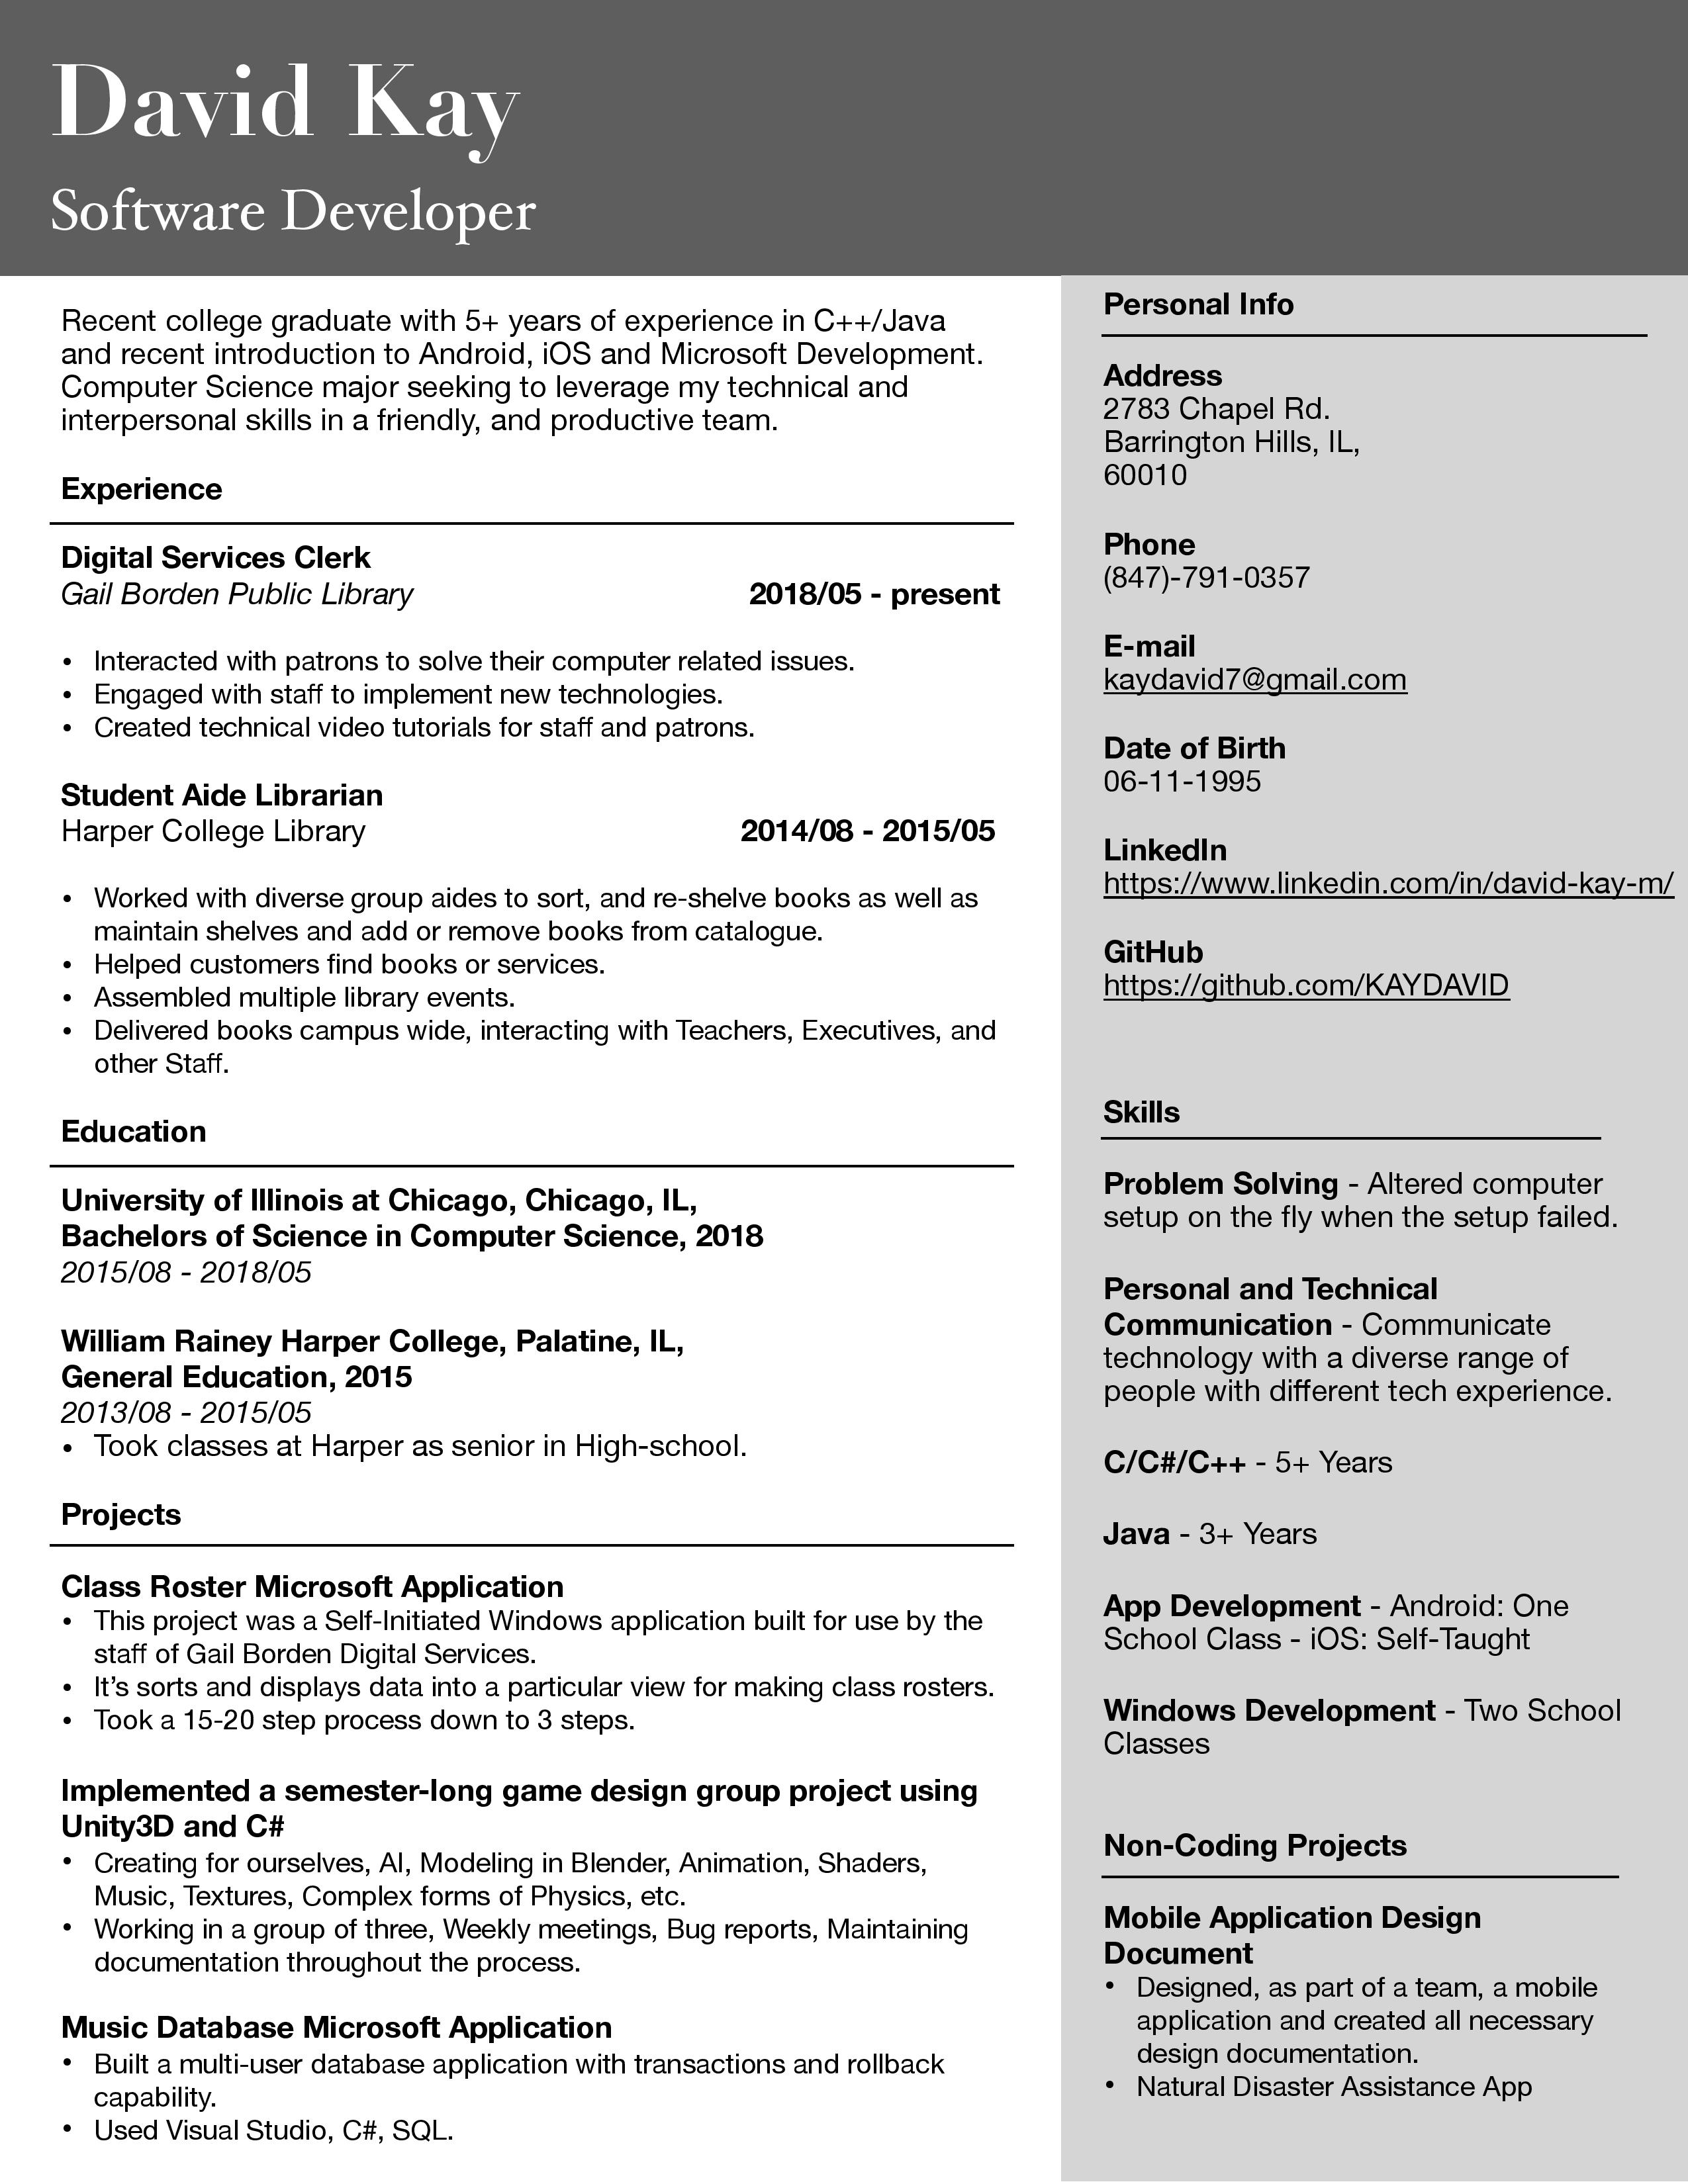 David Kay
Software Developer
Recent college graduate with 5+ years of experience in C++/Java
and recent introduction to Android, iOS and Microsoft Development.
Computer Science major seeking to leverage my technical and
interpersonal skills in a friendly, and productive team.
Experience
Digital Services Clerk
Gail Borden Public Library 2018/05 - present
• Interacted with patrons to solve their computer related issues.
• Engaged with staff to implement new technologies.
• Created technical video tutorials for staff and patrons.
Student Aide Librarian
Harper College Library 2014/08 - 2015/05
• Worked with diverse group aides to sort, and re-shelve books as well as
maintain shelves and add or remove books from catalogue.
• Helped customers find books or services.
• Assembled multiple library events.
• Delivered books campus wide, interacting with Teachers, Executives, and
other Staff.
Education
University of Illinois at Chicago, Chicago, IL,
Bachelors of Science in Computer Science, 2018
2015/08 - 2018/05
William Rainey Harper College, Palatine, IL,
General Education, 2015
2013/08 - 2015/05
• Took classes at Harper as senior in High-school.
Projects
Class Roster Microsoft Application
• This project was a Self-Initiated Windows application built for use by the
staff of Gail Borden Digital Services.
• It’s sorts and displays data into a particular view for making class rosters.
• Took a 15-20 step process down to 3 steps.
Implemented a semester-long game design group project using
Unity3D and C#
• Creating for ourselves, AI, Modeling in Blender, Animation, Shaders,
Music, Textures, Complex forms of Physics, etc.
• Working in a group of three, Weekly meetings, Bug reports, Maintaining
documentation throughout the process.
Music Database Microsoft Application
• Built a multi-user database application with transactions and rollback
capability.
• Used Visual Studio, C#, SQL.
Personal Info
Address
2783 Chapel Rd.
Barrington Hills, IL,
60010
Phone
(847)-791-0357
E-mail
kaydavid7@gmail.com
Date of Birth
06-11-1995
LinkedIn
https://www.linkedin.com/in/david-kay-m/
GitHub
https://github.com/KAYDAVID
Skills
Problem Solving - Altered computer
setup on the fly when the setup failed.
Personal and Technical
Communication - Communicate
technology with a diverse range of
people with different tech experience.
C/C#/C++ - 5+ Years
Java - 3+ Years
App Development - Android: One
School Class - iOS: Self-Taught
Windows Development - Two School
Classes
Non-Coding Projects
Mobile Application Design
Document
• Designed, as part of a team, a mobile
application and created all necessary
design documentation.
• Natural Disaster Assistance App